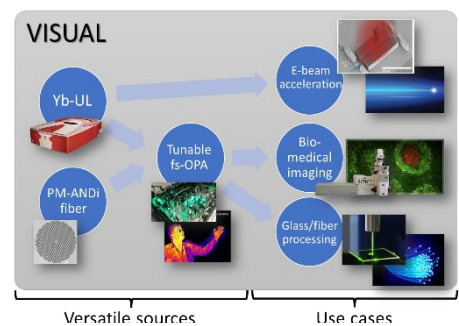 VISUAL
Yb-UL
PM-ANDi
fiber
Tunable
fs-OPA
E-beam
acceleration
Bio-
medical
imaging
Glass/fiber
processing
Versatile sources
Use cases